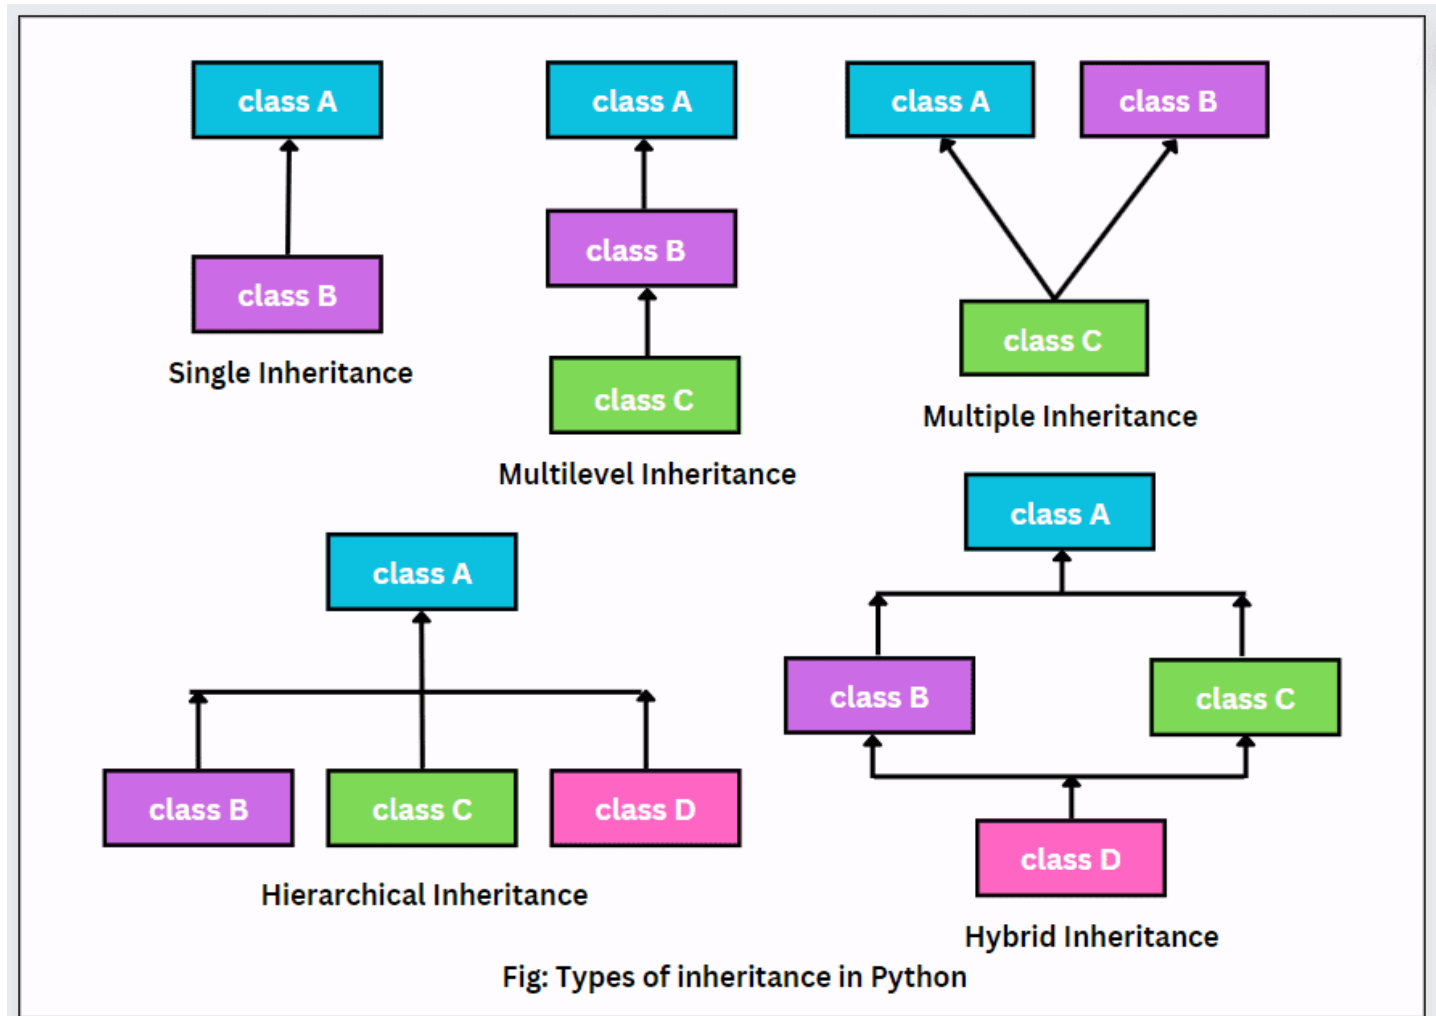 class A
class B
Single Inheritance
class A
class B
class C
Multilevel Inheritance
class A
class B
class C
Multiple Inheritance
class A
class B
class C
class D
Hierarchical Inheritance
class A
class B
class C
class D
Hybrid Inheritance
Fig: Types of inheritance in Python